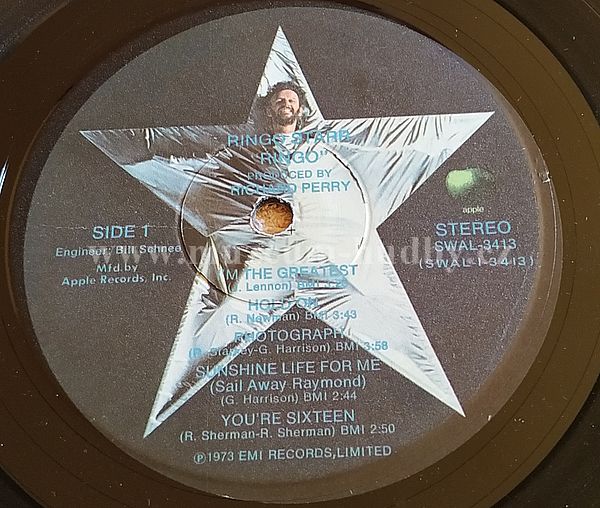 RINGO STARR
"RINGO"
PRODUCED BY
RICHARD PERRY
SIDE 1
Engineer: Bill Schnee
Mfd.by
Apple Records, Inc.
apple
STEREO
SWAL-3413
(SWAL-1-3413)
I'M THE GREATEST
(J. Lennon) BMI
HOLD ON
(R. Newman) BMI 3:43
PHOTOGRAPH
Starkey-G. Harrison) BMI 3:58
SUNSHINE LIFE FOR ME
(Sail Away Raymond)
(G. Harrison) BMI 2:44
YOU'RE SIXTEEN
(R. Sherman-R. Sherman) BMI 2:50
℗1973 EMI RECORDS,LIMITED